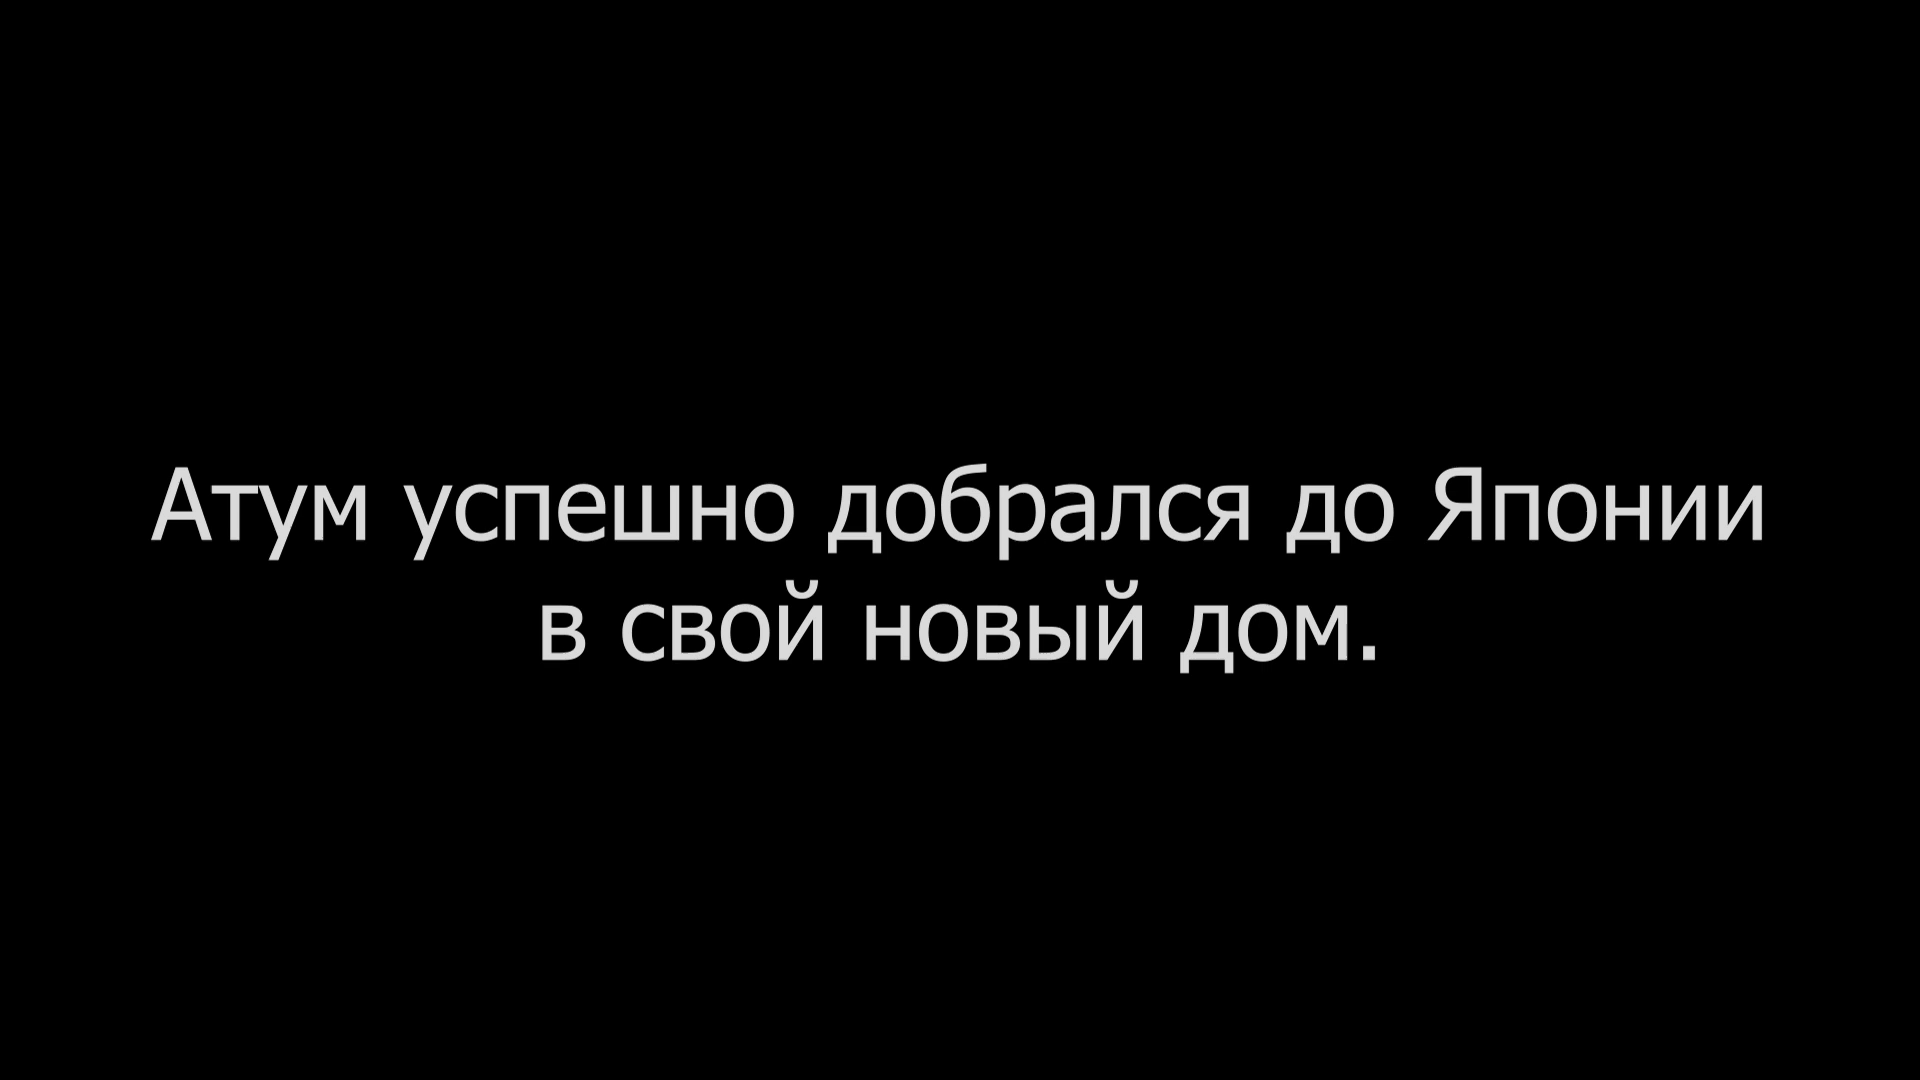 Атум успешно добрался до Японии
в свой новый дом.